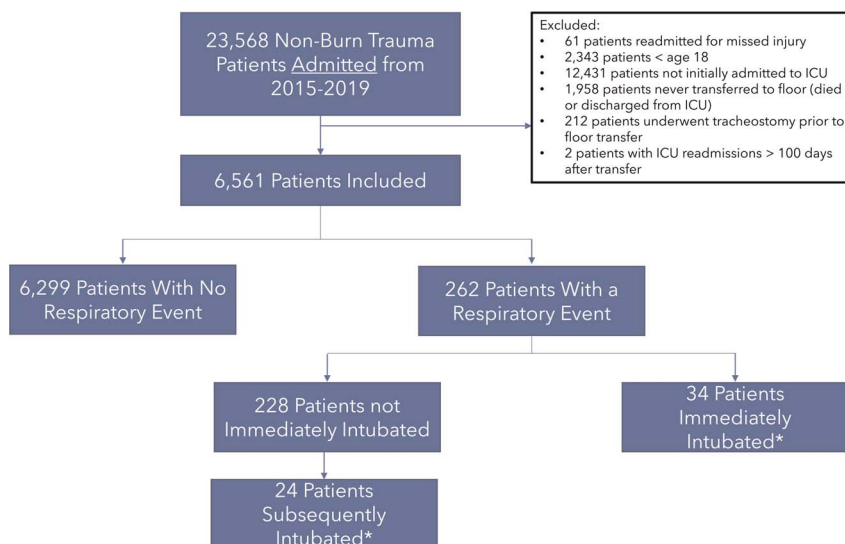 23,568 Non-Burn Trauma
Patients Admitted from
2015-2019
Excluded:
• 61 patients readmitted for missed injury
• 2,343 patients < age 18
• 12,431 patients not initially admitted to ICU
• 1,958 patients never transferred to floor (died
or discharged from ICU)
• 212 patients underwent tracheostomy prior to
floor transfer
• 2 patients with ICU readmissions > 100 days
after transfer
6,561 Patients Included
6,299 Patients With No
Respiratory Event
262 Patients With a
Respiratory Event
228 Patients not
Immediately Intubated
34 Patients
Immediately
Intubated*
24 Patients
Subsequently
Intubated*